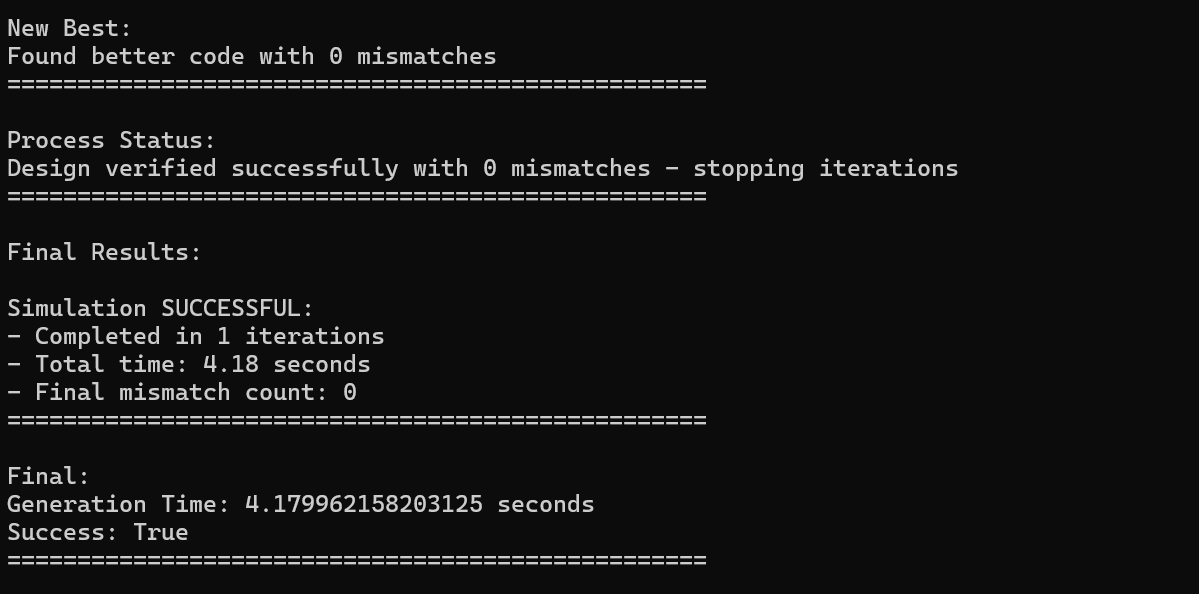 New Best:
Found better code with 0 mismatches
==================================================
Process Status:
Design verified successfully with 0 mismatches - stopping iterations
==================================================
Final Results:
Simulation SUCCESSFUL:
- Completed in 1 iterations
- Total time: 4.18 seconds
- Final mismatch count: 0
==================================================
Final:
Generation Time: 4.179962158203125 seconds
Success: True
==================================================